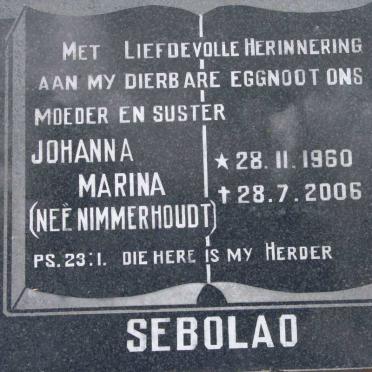 MET LIEFDEVOLLE HERINNERING
AAN MY DIERBARE EGGNOOT ONS
MOEDER EN SUSTER
JOHANNA ★ 28.11.1960
MARINA ✝ 28.7.2006
(NEÈ NIMMERHOUDT)
PS. 23:1. DIE HERE IS MY HERDER
SEBOLAO